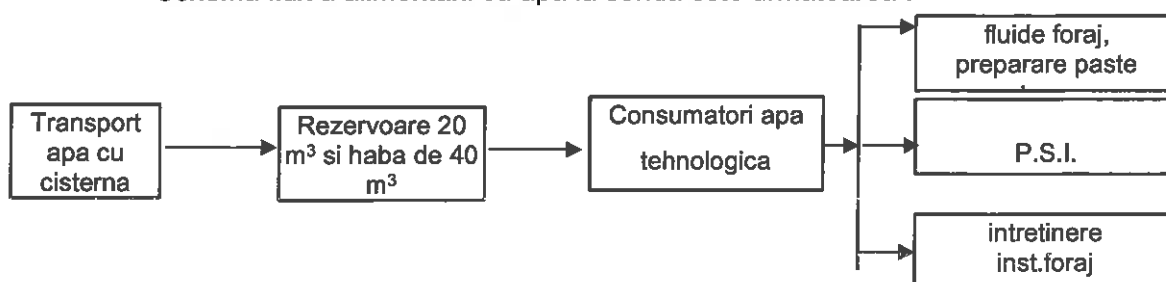 Transport
apa cu
cisterna
Rezervoare 20
m³ si haba de 40
m³
Consumatori apa
tehnologica
fluide foraj,
preparare paste
P.S.I.
intretinere
inst.foraj